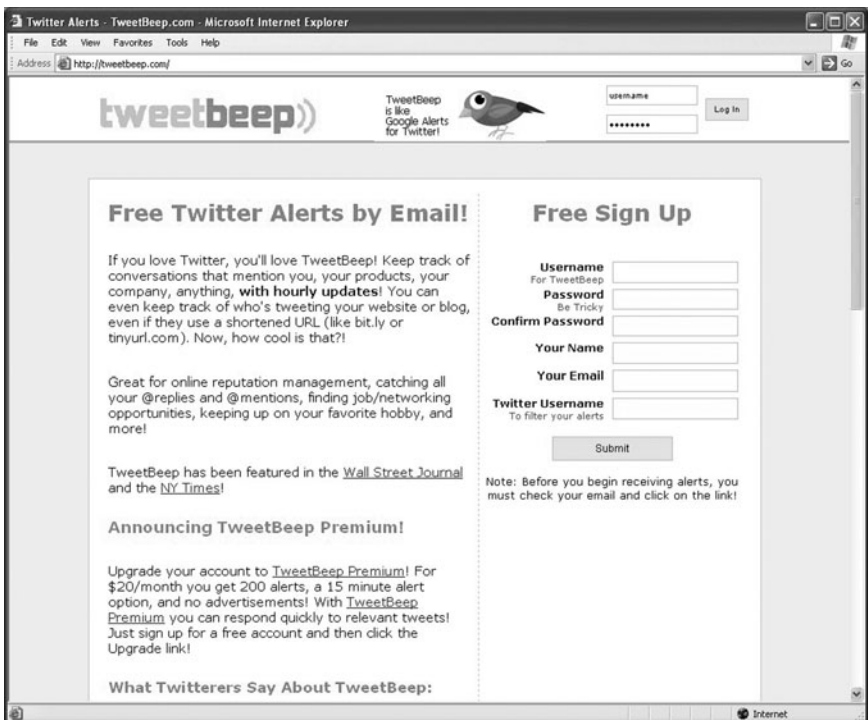 Twitter Alerts - TweetBeep.com - Microsoft Internet Explorer
File Edit View Favorites Tools Help
Address http://tweetbeep.com/ Go
tweetbeep
TweetBeep
is like
Google Alerts
for Twitter!
username
Log In
••••••••
Free Twitter Alerts by Email!
If you love Twitter, you'll love TweetBeep! Keep track of
conversations that mention you, your products, your
company, anything, with hourly updates! You can
even keep track of who's tweeting your website or blog,
even if they use a shortened URL (like bit.ly or
tinyurl.com). Now, how cool is that?!
Great for online reputation management, catching all
your @replies and @mentions, finding job/networking
opportunities, keeping up on your favorite hobby, and
more!
TweetBeep has been featured in the Wall Street Journal
and the NY Times!
Announcing TweetBeep Premium!
Upgrade your account to TweetBeep Premium! For
$20/month you get 200 alerts, a 15 minute alert
option, and no advertisements! With TweetBeep
Premium you can respond quickly to relevant tweets!
Just sign up for a free account and then click the
Upgrade link!
What Twitterers Say About TweetBeep:
Free Sign Up
Username
For TweetBeep
Password
Be Tricky
Confirm Password
Your Name
Your Email
Twitter Username
To filter your alerts
Submit
Note: Before you begin receiving alerts, you
must check your email and click on the link!
Internet